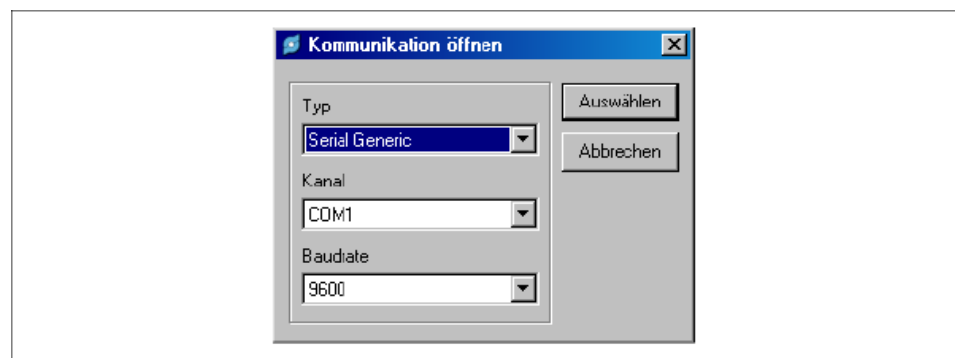 Kommunikation öffnen
Typ
Serial Generic
Kanal
COM1
Baudrate
9600
Auswählen
Abbrechen